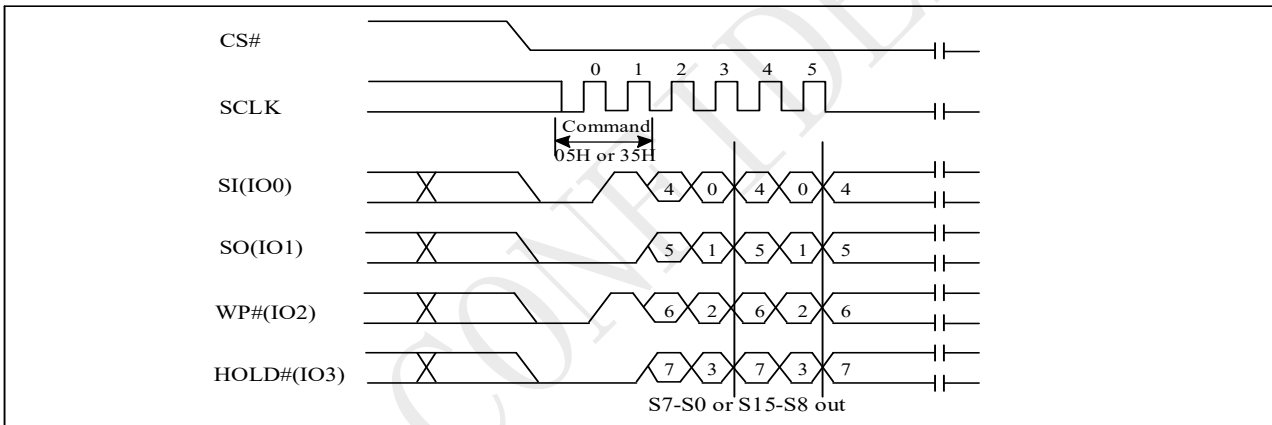 CS#
0 1 2 3 4 5
SCLK
Command
05H or 35H
SI(IO0) 4 0 4 0 4
SO(IO1) 5 1 5 1 5
WP#(IO2) 6 2 6 2 6
HOLD#(IO3) 7 3 7 3 7
S7-S0 or S15-S8 out